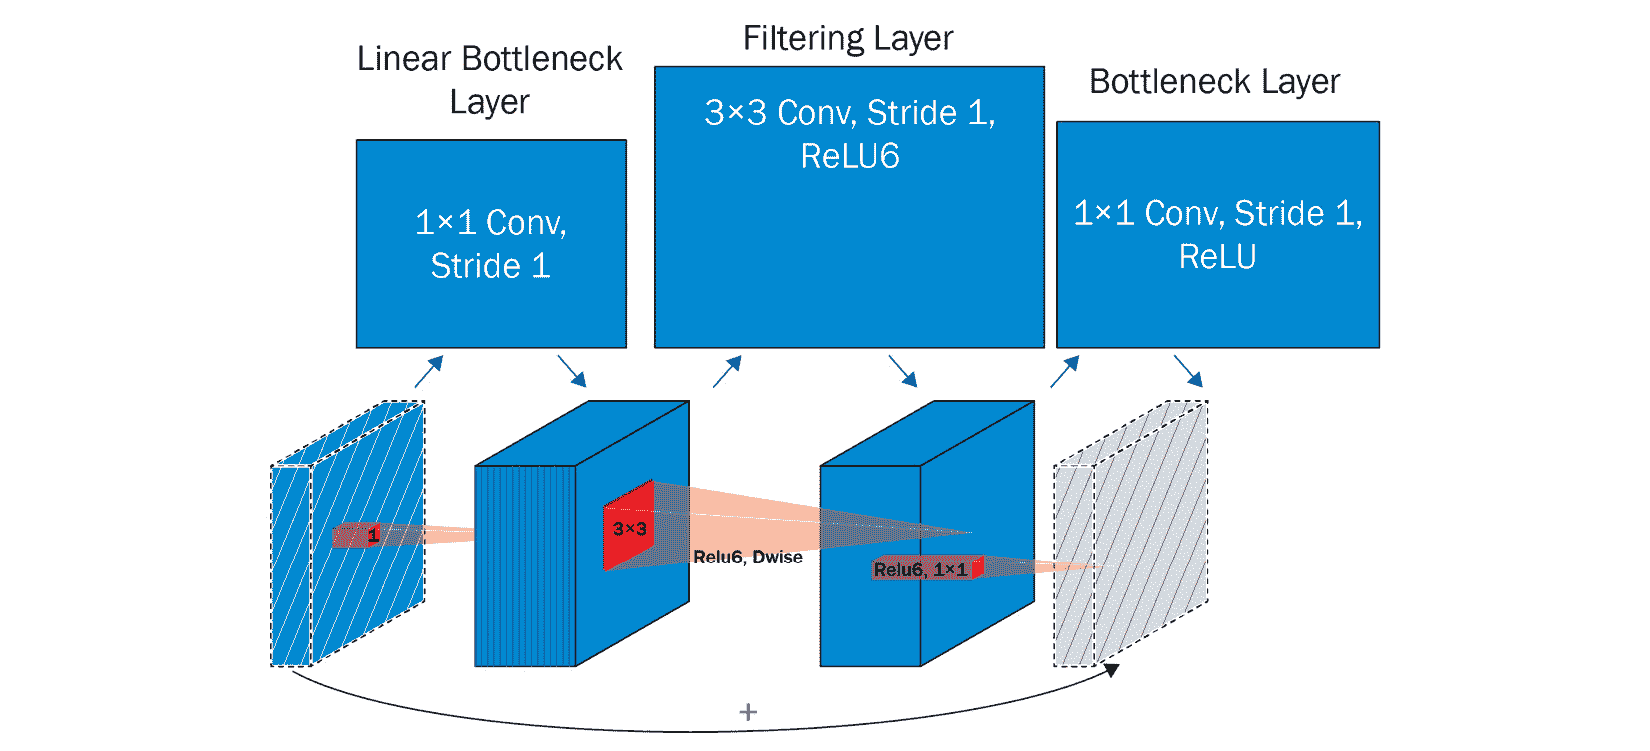 Linear Bottleneck
Layer
Filtering Layer
Bottleneck Layer
1×1 Conv,
Stride 1
3×3 Conv, Stride 1,
ReLU6
1×1 Conv, Stride 1,
ReLU
1
3×3
Relu6, Dwise
Relu6, 1×1
+